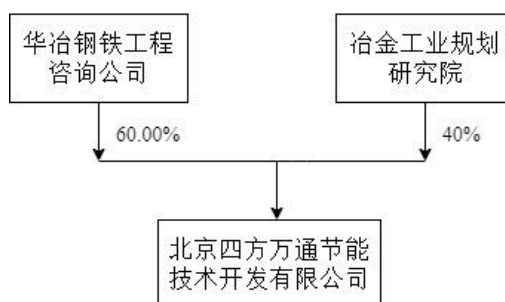 华冶钢铁工程
咨询公司
冶金工业规划
研究院
60.00%
40%
北京四方万通节能
技术开发有限公司